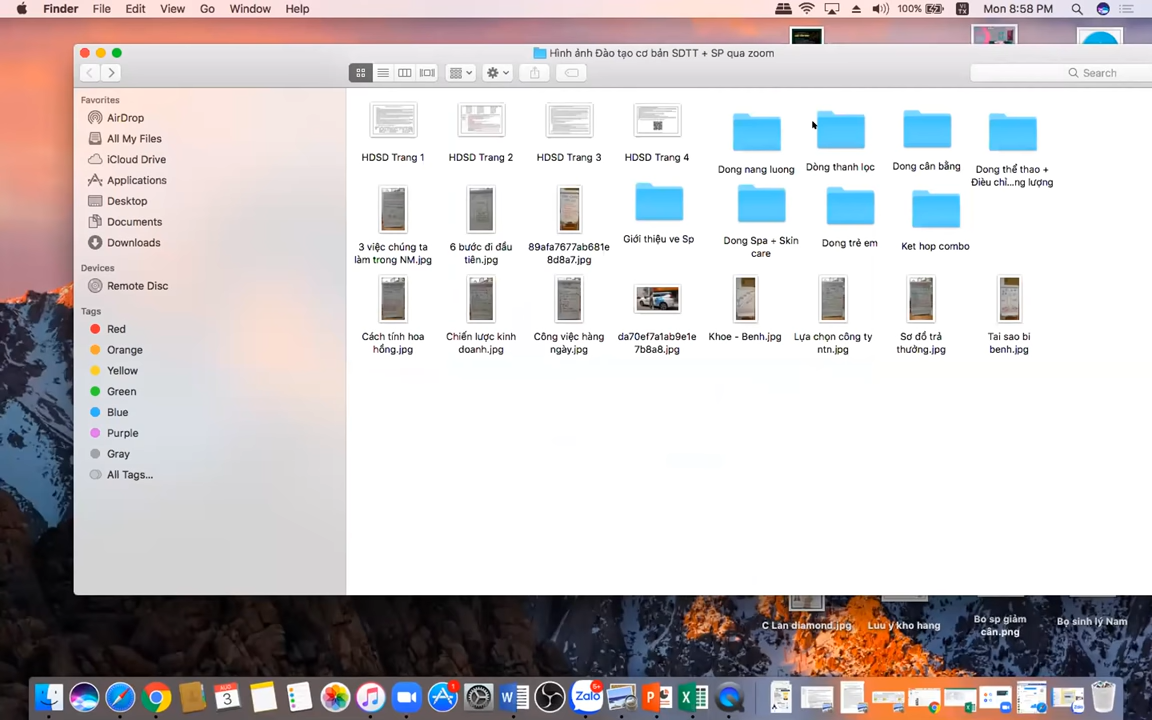 Finder File Edit View Go Window Help 100% Mon 8:58 PM
Hình ảnh Đào tạo cơ bản SDTT + SP qua zoom
Search
Favorites
AirDrop
All My Files
iCloud Drive
Applications
Desktop
Documents
Downloads
Devices
Remote Disc
Tags
Red
Orange
Yellow
Green
Blue
Purple
Gray
All Tags...
HDSD Trang 1
HDSD Trang 2
HDSD Trang 3
HDSD Trang 4
Dong nang luong
Dòng thanh lọc
Dong cân bằng
Dong thể thao +
Điều chỉ...ng lượng
3 việc chúng ta
làm trong NM.jpg
6 bước đi đầu
tiên.jpg
89afa7677ab681e
8d8a7.jpg
Giới thiệu ve Sp
Dong Spa + Skin
care
Dong trẻ em
Ket hop combo
Cách tính hoa
hồng.jpg
Chiến lược kinh
doanh.jpg
Công việc hàng
ngày.jpg
da70ef7a1ab9e1e
7b8a8.jpg
Khoe - Benh.jpg
Lựa chọn công ty
ntn.jpg
Sơ đồ trả
thưởng.jpg
Tai sao bi
benh.jpg
C Lan diamond.jpg
Luu ý kho hang
Bo sp giảm
cân.png
Bo sinh lý Nam
AUG
3
Zalo
5+
1